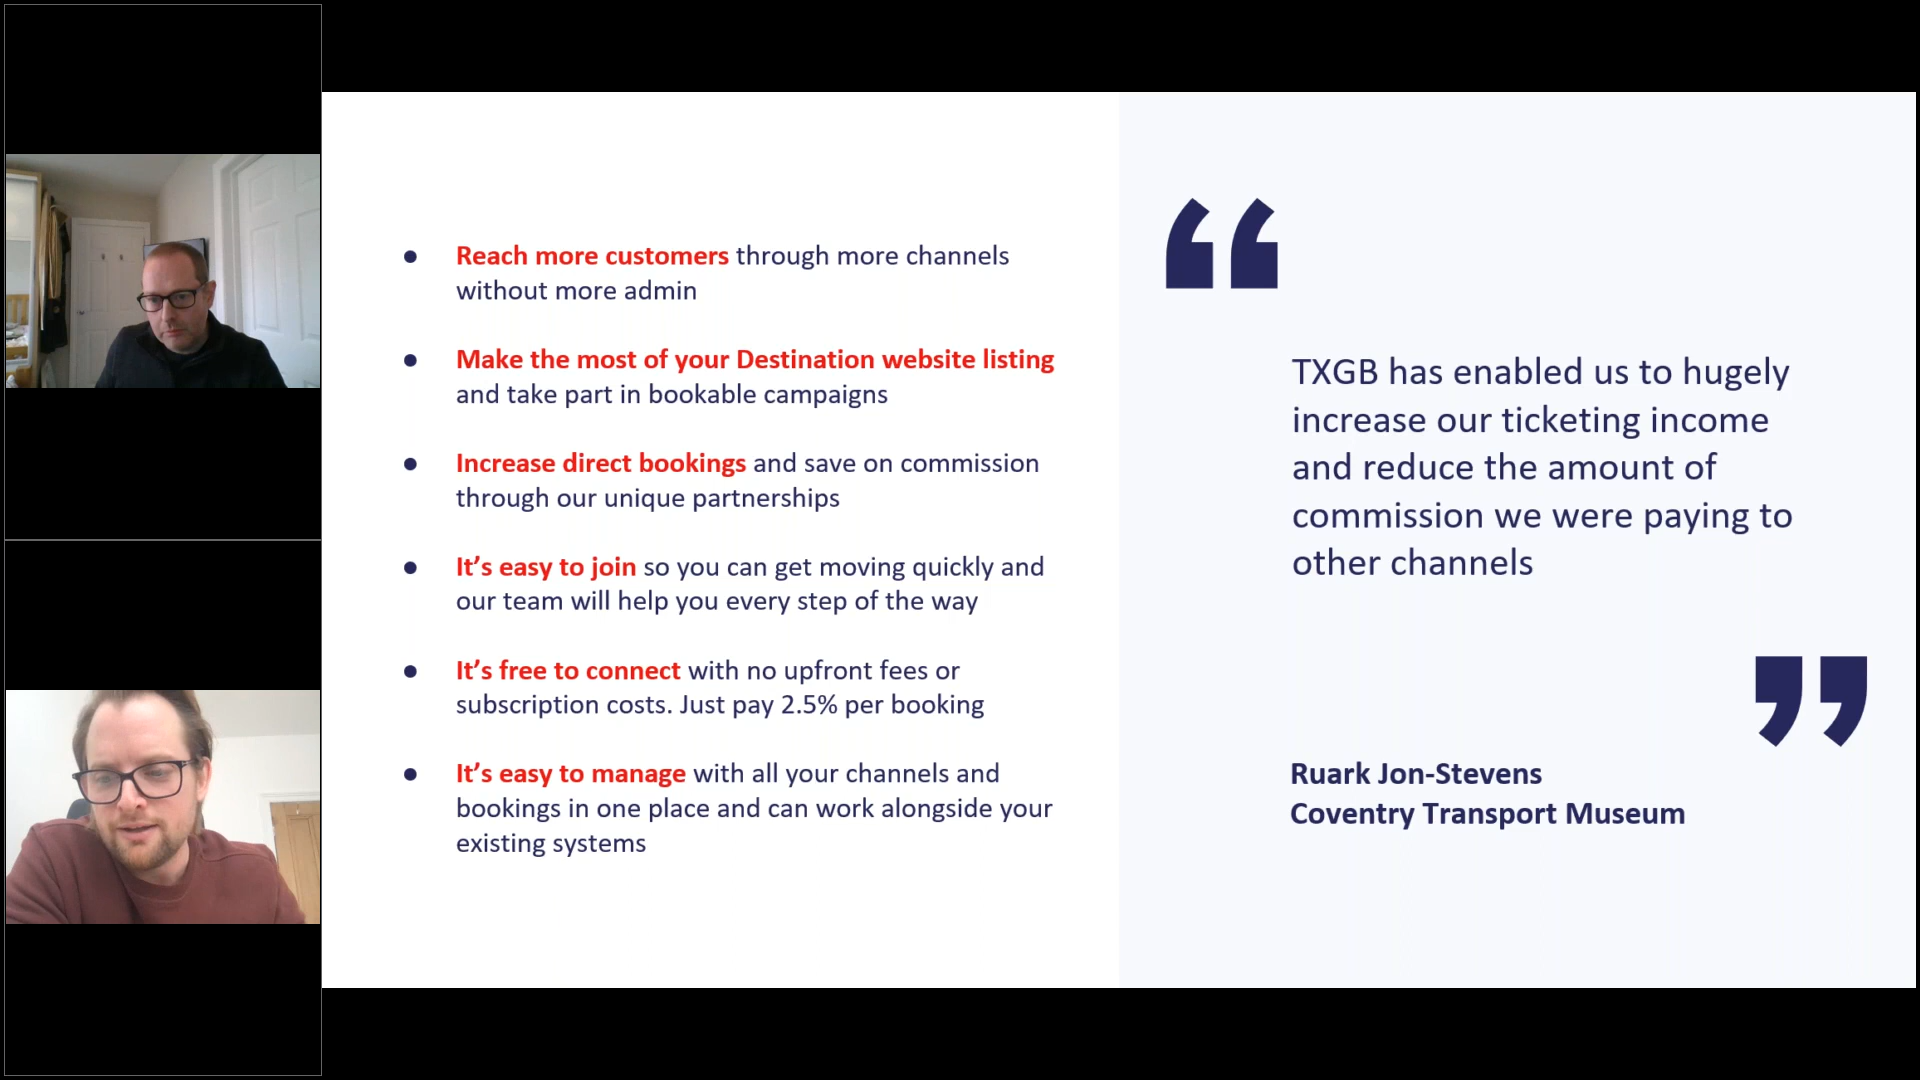 ● Reach more customers through more channels
without more admin
● Make the most of your Destination website listing
and take part in bookable campaigns
● Increase direct bookings and save on commission
through our unique partnerships
● It’s easy to join so you can get moving quickly and
our team will help you every step of the way
● It’s free to connect with no upfront fees or
subscription costs. Just pay 2.5% per booking
● It’s easy to manage with all your channels and
bookings in one place and can work alongside your
existing systems
“
TXGB has enabled us to hugely
increase our ticketing income
and reduce the amount of
commission we were paying to
other channels
”
Ruark Jon-Stevens
Coventry Transport Museum